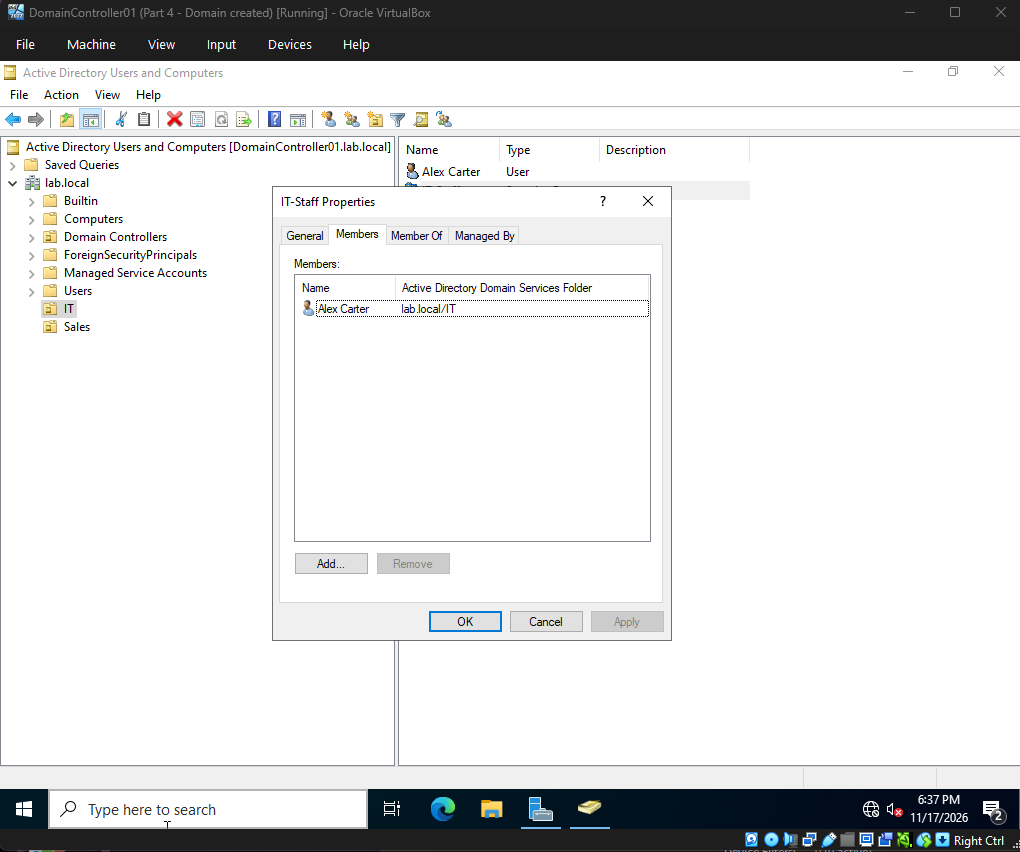 DomainController01 (Part 4 - Domain created) [Running] - Oracle VirtualBox
File Machine View Input Devices Help
Active Directory Users and Computers
File Action View Help
Active Directory Users and Computers [DomainController01.lab.local]
Saved Queries
lab.local
Builtin
Computers
Domain Controllers
ForeignSecurityPrincipals
Managed Service Accounts
Users
IT
Sales
Name Type Description
Alex Carter User
IT-Staff Properties
?
General Members Member Of Managed By
Members:
Name Active Directory Domain Services Folder
Alex Carter lab.local/IT
Add... Remove
OK Cancel Apply
Type here to search
6:37 PM
11/17/2026
2
Right Ctrl